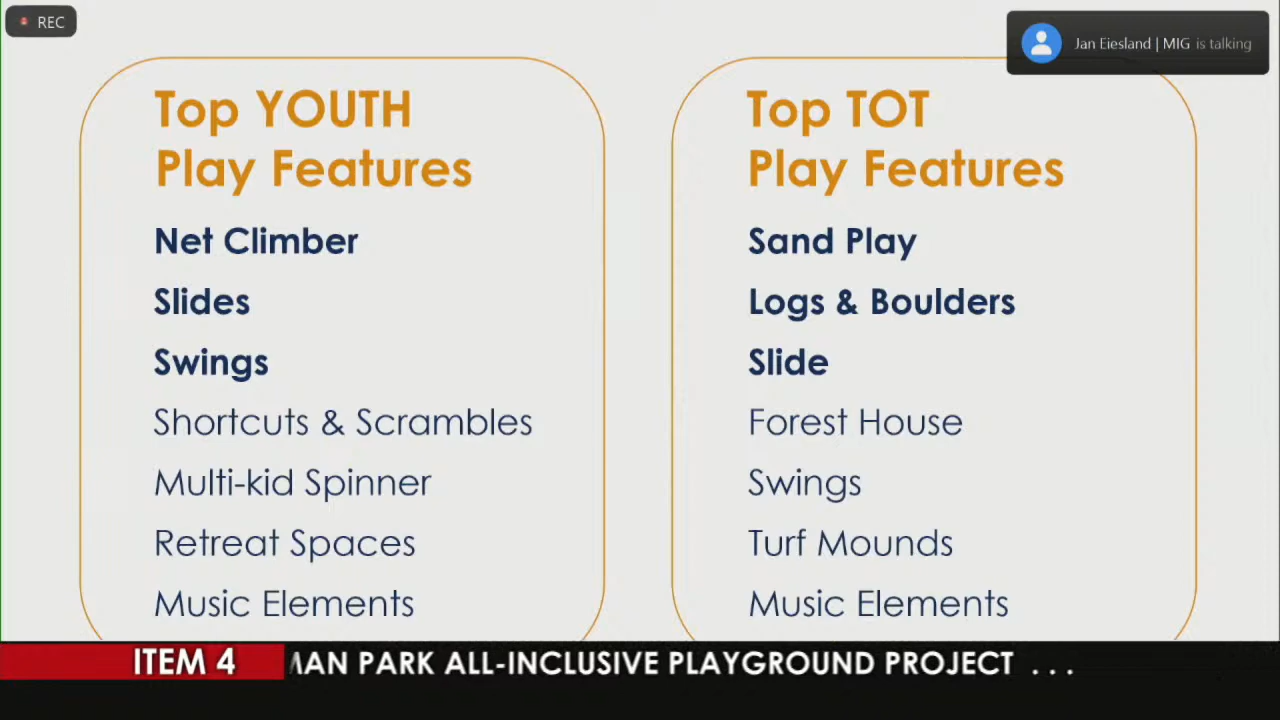 REC
Jan Eiesland | MIG is talking
Top YOUTH
Play Features
Net Climber
Slides
Swings
Shortcuts & Scrambles
Multi-kid Spinner
Retreat Spaces
Music Elements
Top TOT
Play Features
Sand Play
Logs & Boulders
Slide
Forest House
Swings
Turf Mounds
Music Elements
ITEM 4
PARK ALL-INCLUSIVE PLAYGROUND PROJECT . . .